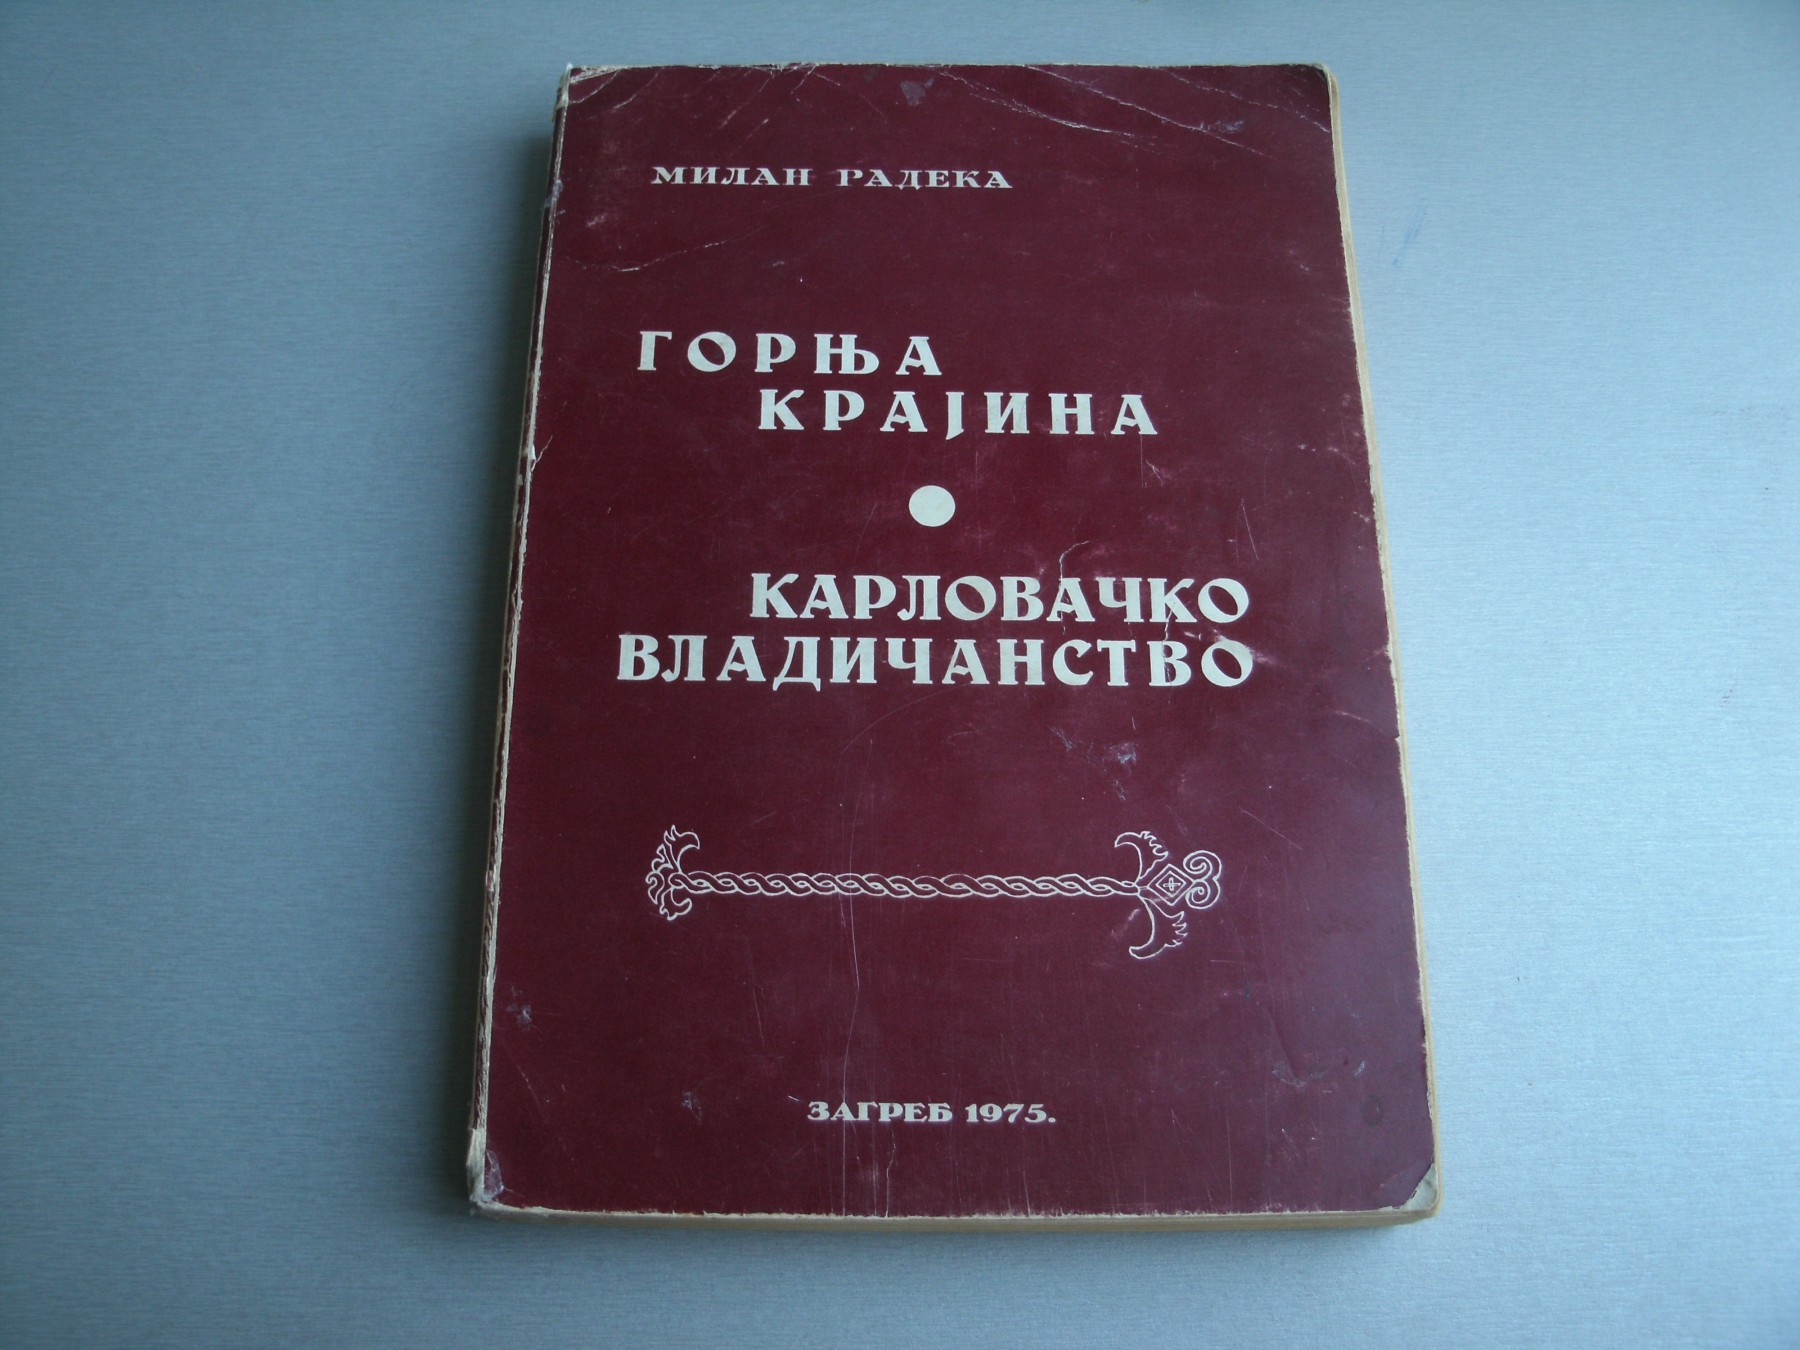 МИЛАН РАДЕКА
ГОРЊА
КРАЈИНА
КАРЛОВАЧКО
ВЛАДИЧАНСТВО
ЗАГРЕБ 1975.